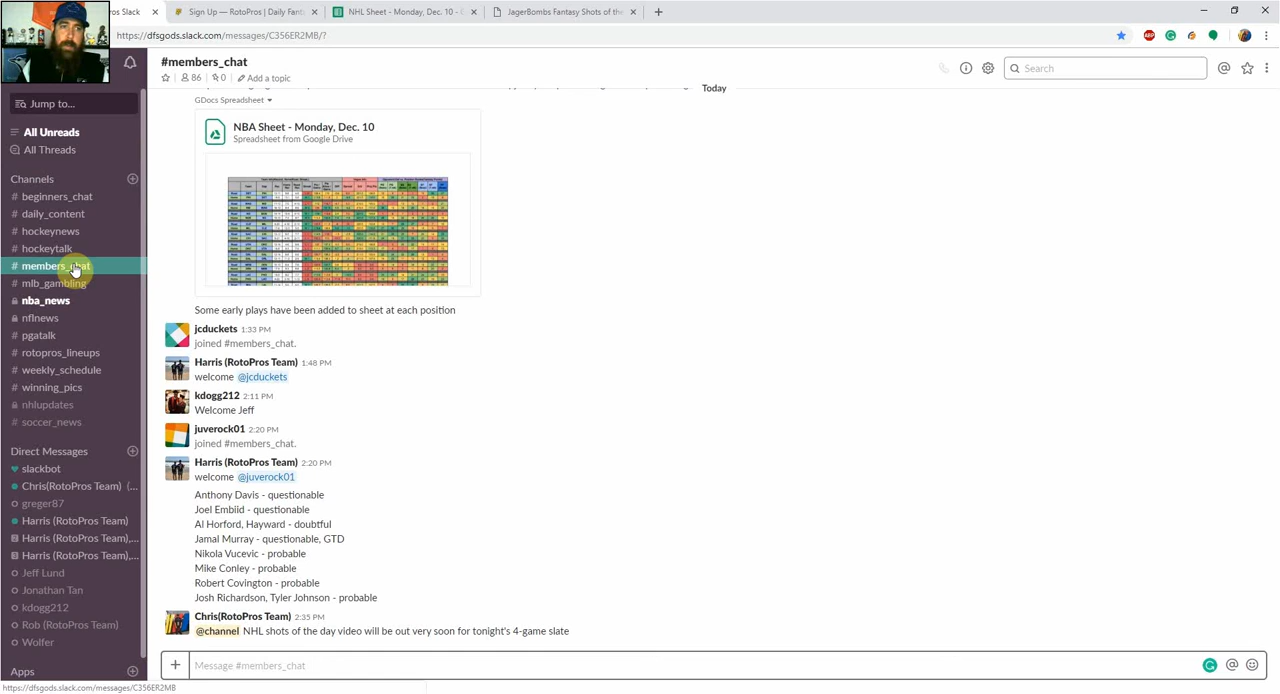 os Slack
Sign Up — RotoPros | Daily Fanta
NHL Sheet - Monday, Dec. 10 - E
JagerBombs Fantasy Shots of the
https://dfsgods.slack.com/messages/C356ER2MB/?
#members_chat
86
0
Add a topic
Search
Jump to...
All Unreads
All Threads
Channels
# beginners_chat
# daily_content
# hockeynews
# hockeytalk
# members_chat
# mlb_gambling
nba_news
nflnews
# pgatalk
# rotopros_lineups
# weekly_schedule
# winning_pics
nhlupdates
# soccer_news
Direct Messages
slackbot
Chris(RotoPros Team) (...
greger87
Harris (RotoPros Team)
Harris (RotoPros Team),...
Harris (RotoPros Team),...
Jeff Lund
Jonathan Tan
kdogg212
Rob (RotoPros Team)
Wolfer
Apps
Today
GDocs Spreadsheet
NBA Sheet - Monday, Dec. 10
Spreadsheet from Google Drive
Some early plays have been added to sheet at each position
jcduckets 1:33 PM
joined #members_chat.
Harris (RotoPros Team) 1:48 PM
welcome @jcduckets
kdogg212 2:11 PM
Welcome Jeff
juverock01 2:20 PM
joined #members_chat.
Harris (RotoPros Team) 2:20 PM
welcome @juverock01
Anthony Davis - questionable
Joel Embiid - questionable
Al Horford, Hayward - doubtful
Jamal Murray - questionable, GTD
Nikola Vucevic - probable
Mike Conley - probable
Robert Covington - probable
Josh Richardson, Tyler Johnson - probable
Chris(RotoPros Team) 2:35 PM
@channel NHL shots of the day video will be out very soon for tonight's 4-game slate
Message #members_chat
https://dfsgods.slack.com/messages/C356ER2MB